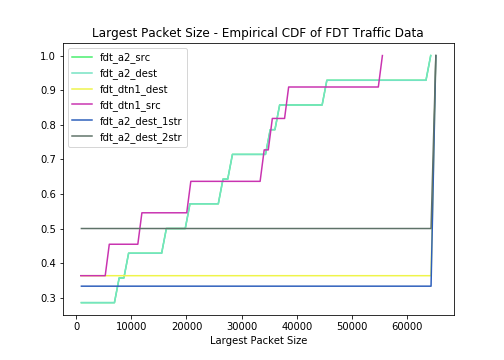 Largest Packet Size - Empirical CDF of FDT Traffic Data
1.0
0.9
0.8
0.7
0.6
0.5
0.4
0.3
fdt_a2_src
fdt_a2_dest
fdt_dtn1_dest
fdt_dtn1_src
fdt_a2_dest_1str
fdt_a2_dest_2str
0 10000 20000 30000 40000 50000 60000
Largest Packet Size